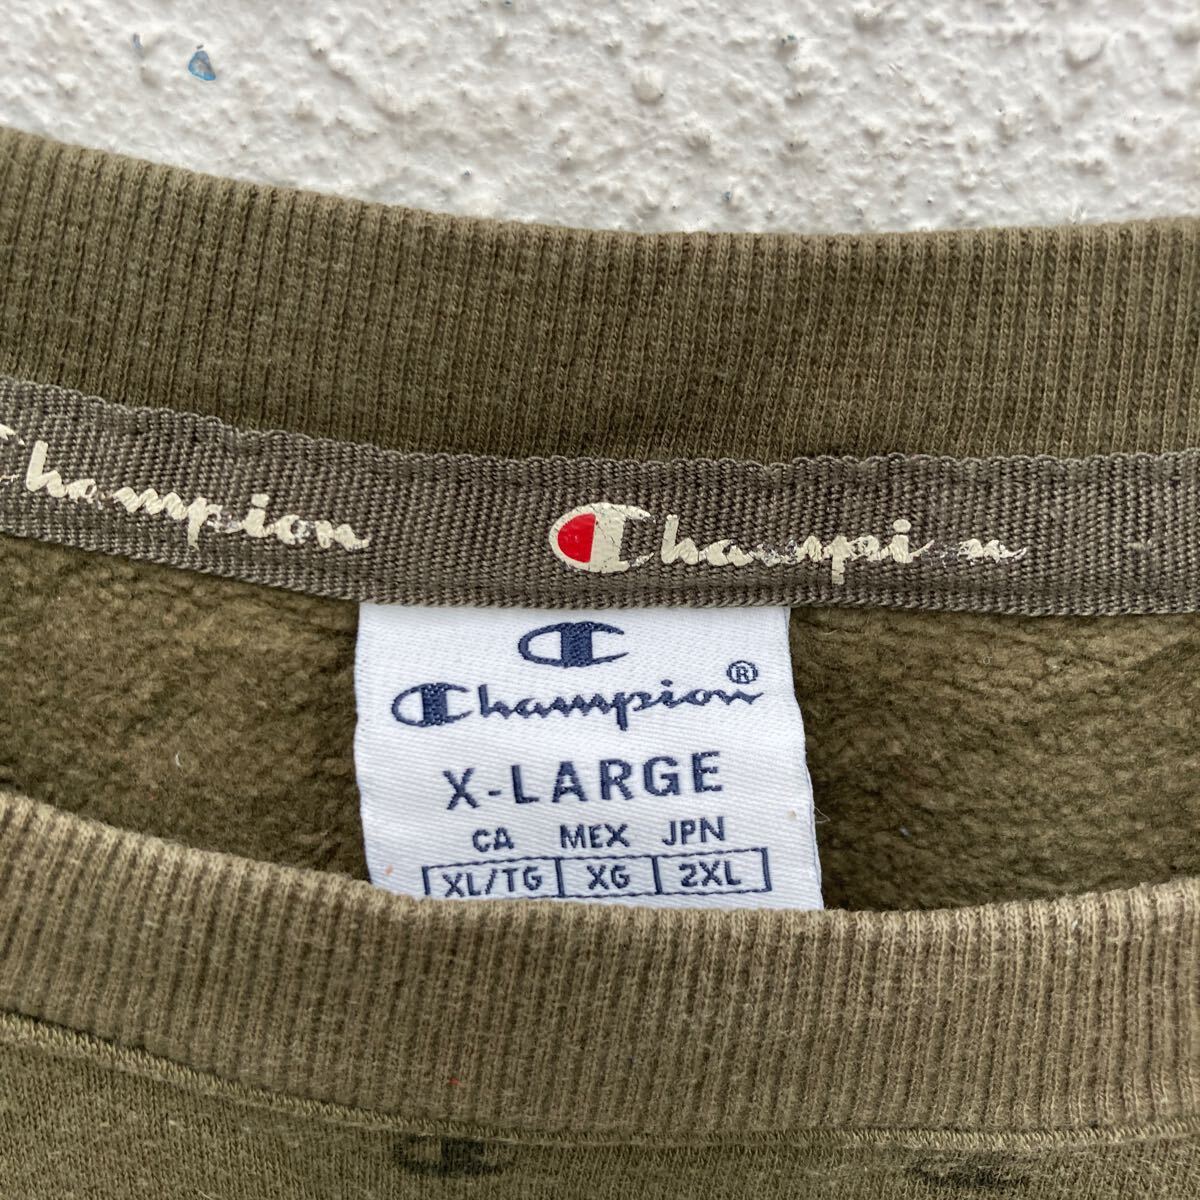 Champion Champion
Champion®
X-LARGE
CA MEX JPN
XL/TG XG 2XL